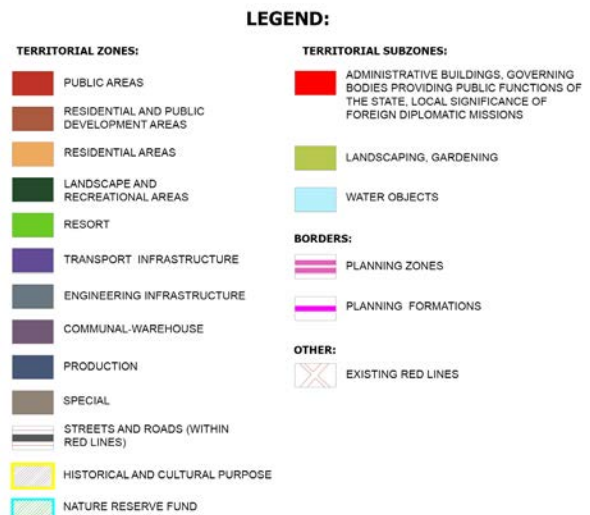 LEGEND:
TERRITORIAL ZONES:
PUBLIC AREAS
RESIDENTIAL AND PUBLIC
DEVELOPMENT AREAS
RESIDENTIAL AREAS
LANDSCAPE AND
RECREATIONAL AREAS
RESORT
TRANSPORT INFRASTRUCTURE
ENGINEERING INFRASTRUCTURE
COMMUNAL-WAREHOUSE
PRODUCTION
SPECIAL
STREETS AND ROADS (WITHIN
RED LINES)
HISTORICAL AND CULTURAL PURPOSE
NATURE RESERVE FUND
TERRITORIAL SUBZONES:
ADMINISTRATIVE BUILDINGS, GOVERNING
BODIES PROVIDING PUBLIC FUNCTIONS OF
THE STATE, LOCAL SIGNIFICANCE OF
FOREIGN DIPLOMATIC MISSIONS
LANDSCAPING, GARDENING
WATER OBJECTS
BORDERS:
PLANNING ZONES
PLANNING FORMATIONS
OTHER:
EXISTING RED LINES